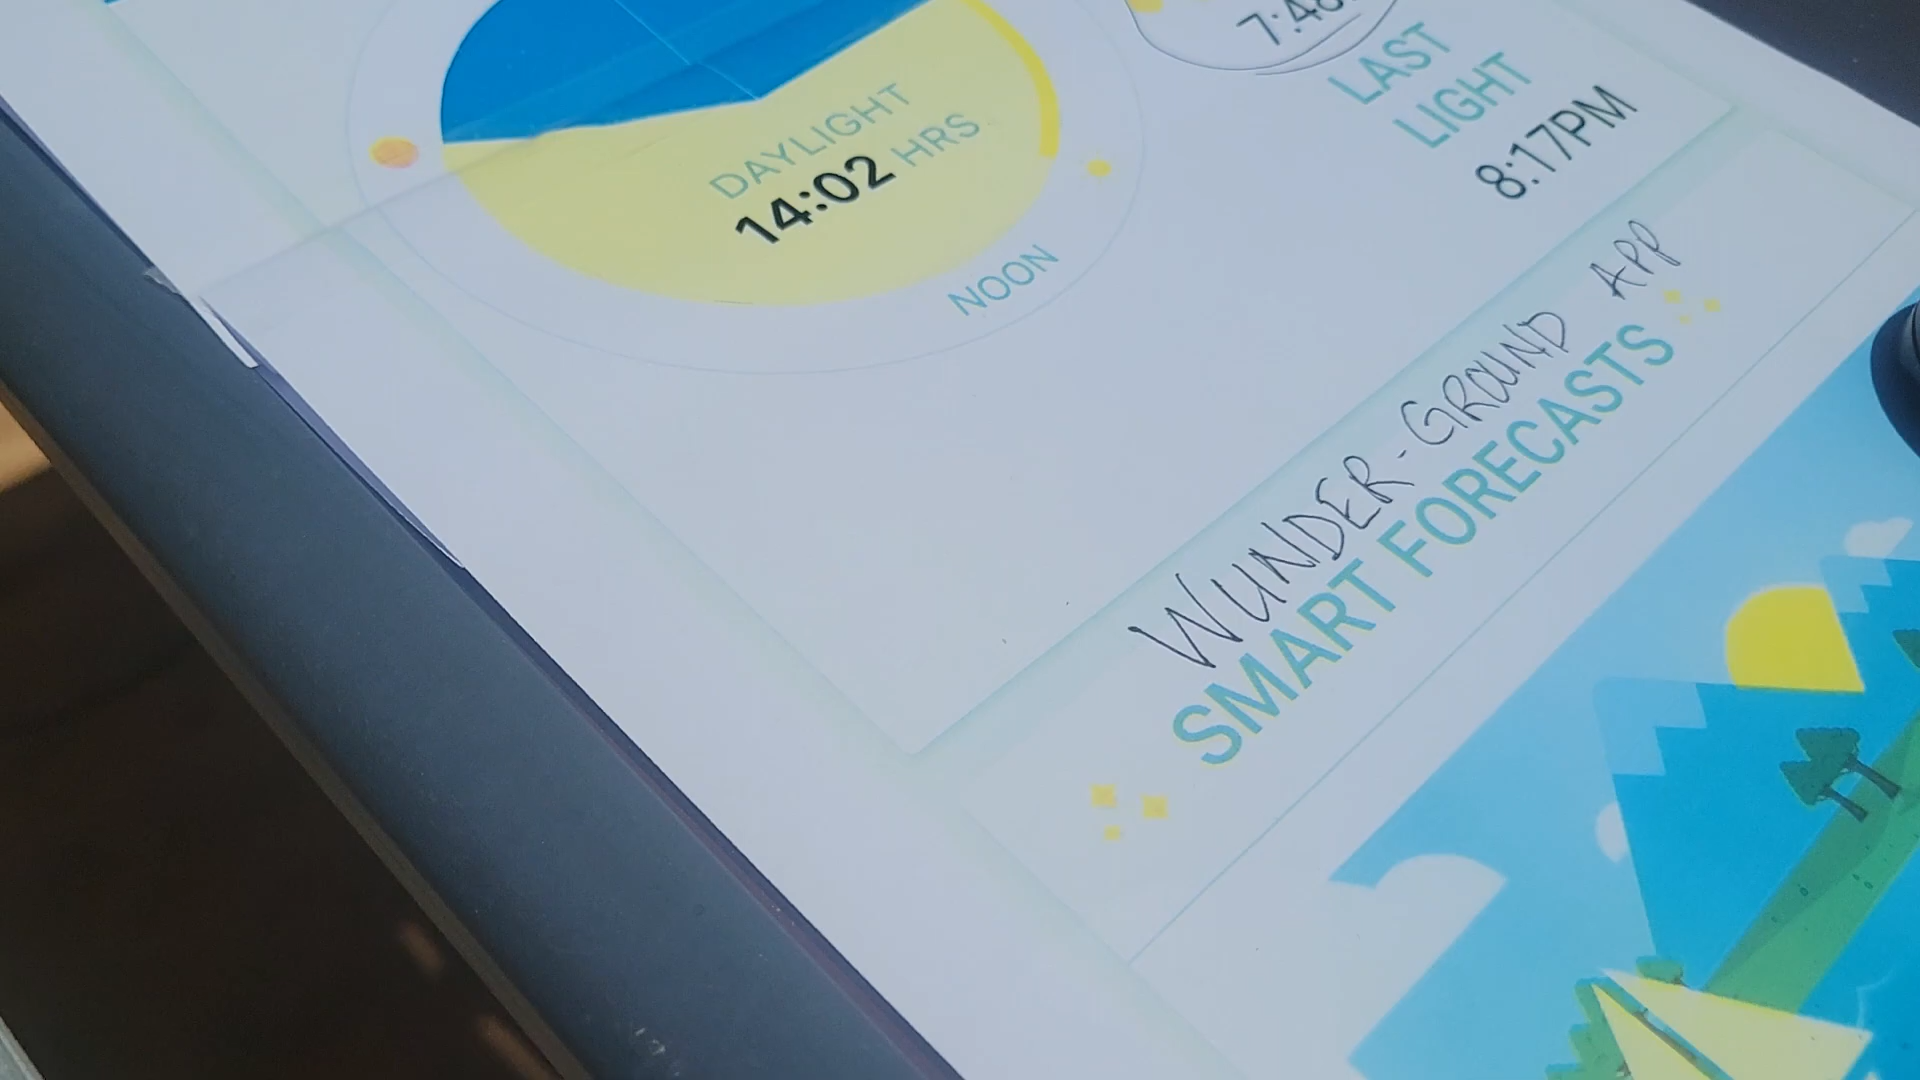 DAYLIGHT
14:02 HRS
NOON
LAST
LIGHT
8:17PM
WUNDER-GROUND APP
SMART FORECASTS